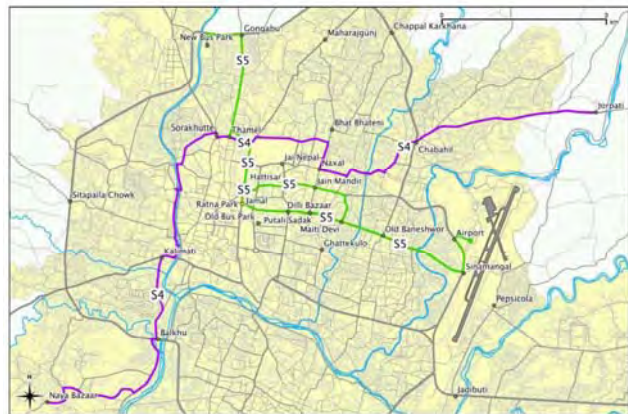 Gongabu
New Bus Park
Maharajgunj
Chappal Karkhana
0
km
S5
Jorpati
Sorakhutte
Thamel
Bhat Bhateni
S4
S4
Chabahil
Jai Nepal
Naxal
S5
Hattisar
S5
Jain Mandir
S5
Sitapaila Chowk
Ratna Park
Jamal
Dilli Bazaar
Old Bus Park
Putali Sadak
S5
Maiti Devi
Old Baneshwor
Airport
S5
Ghattekulo
Kalimati
Sinamangal
S4
Pepsicola
Balkhu
N
Naya Bazaar
Jadibuti